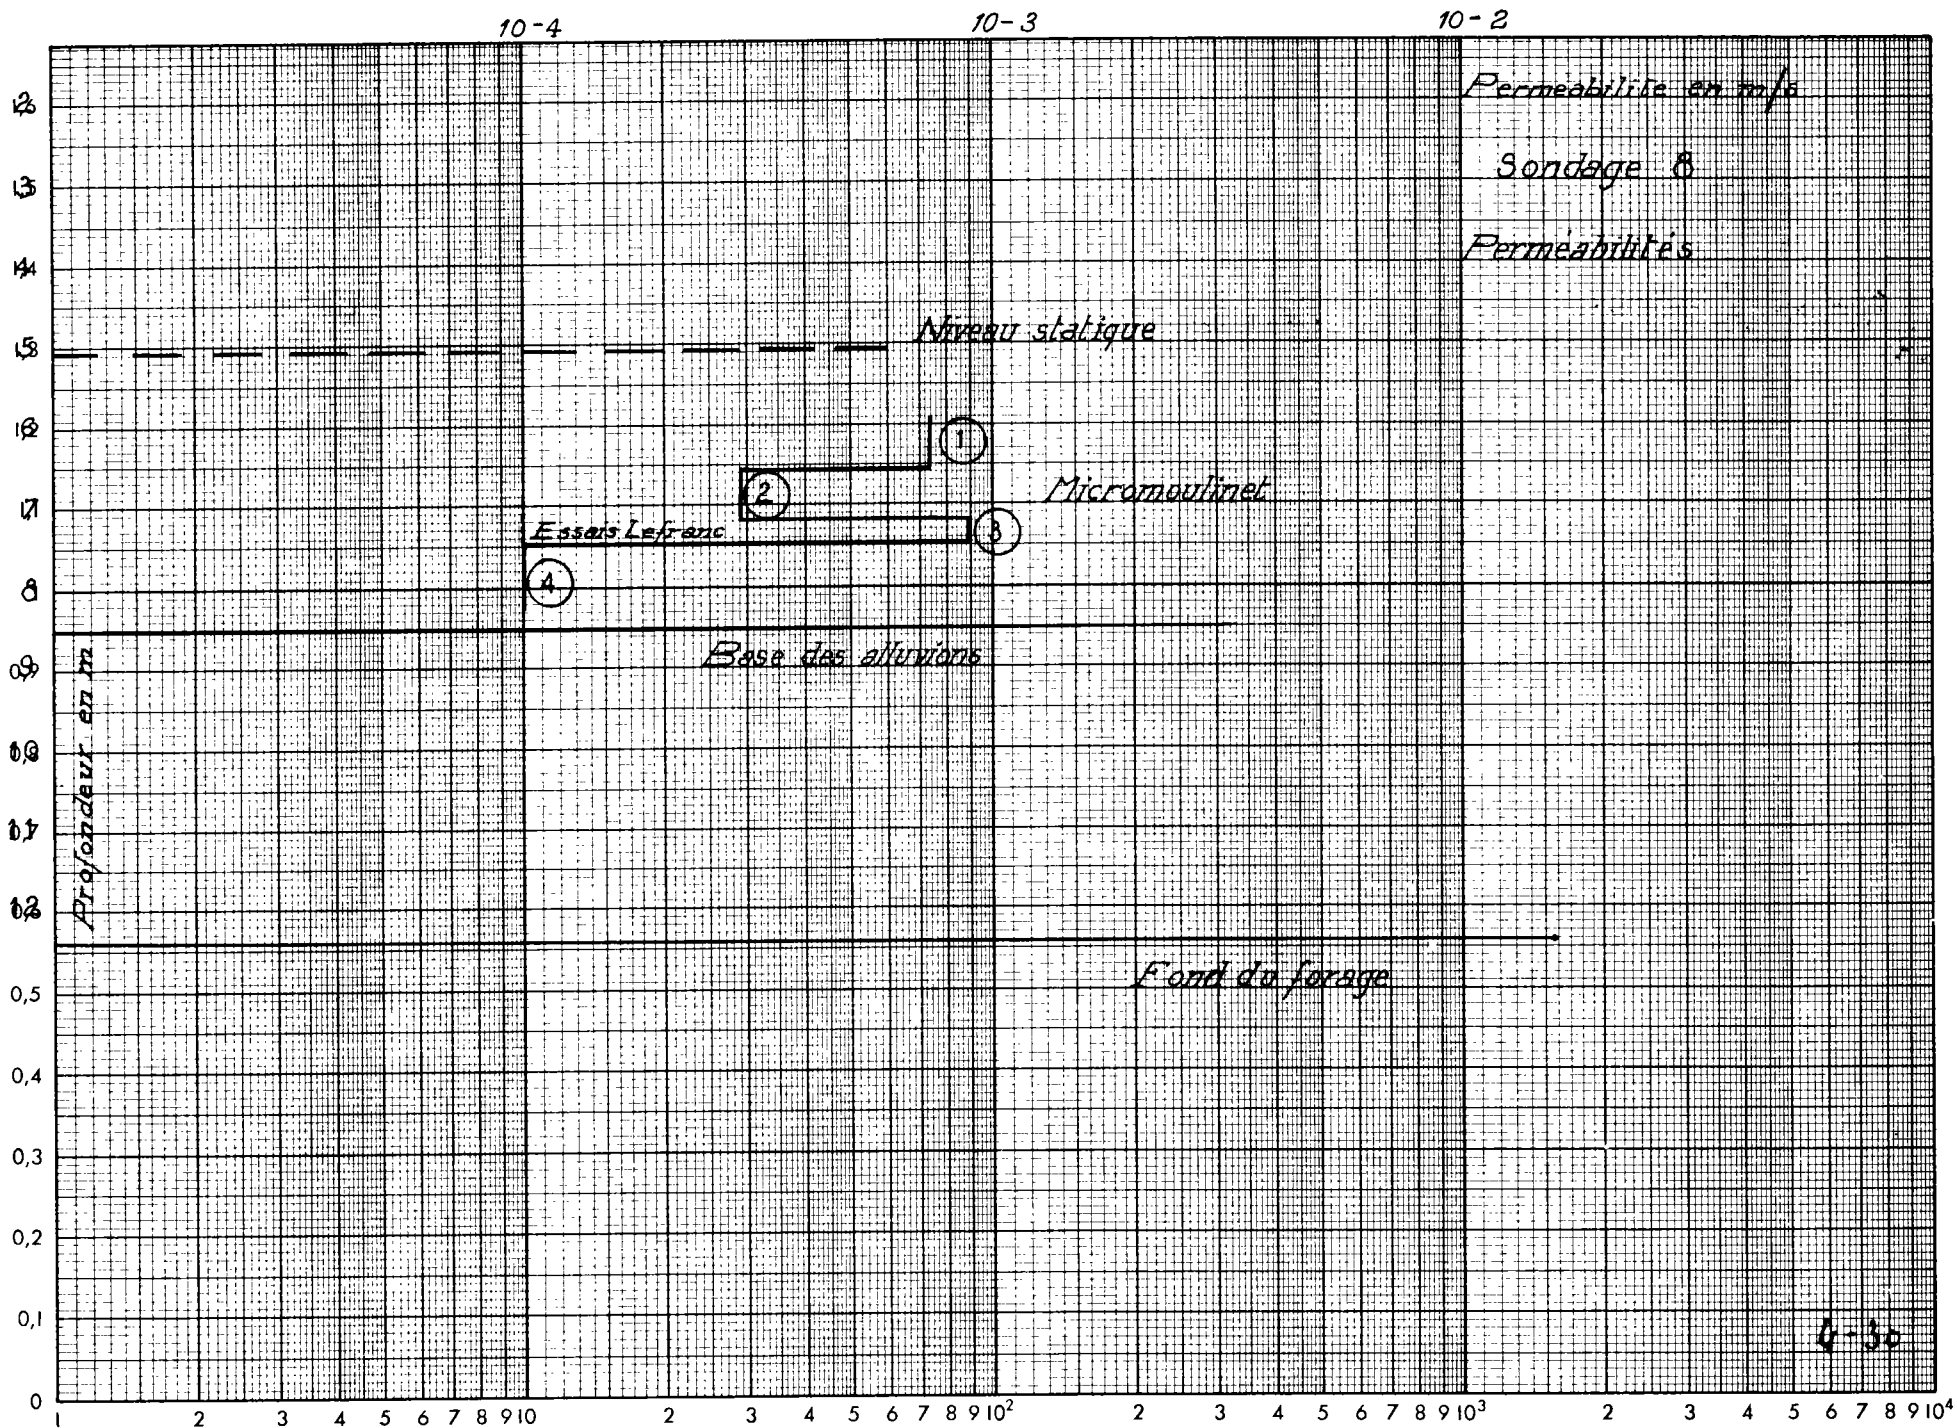 10-4 10-3 10-2
Perméabilité en m/s
Sondage 8
Perméabilités
Niveau statique
1
Micromoulinet
2
Essais Lefranc
3
4
Base des alluvions
Profondeur en m
8
Fond du forage
0,5
0,4
0,3
0,2
0,1
4-30
0
1 2 3 4 5 6 7 8 9 10 2 3 4 5 6 7 8 9 10² 2 3 4 5 6 7 8 9 10³ 2 3 4 5 6 7 8 9 10⁴